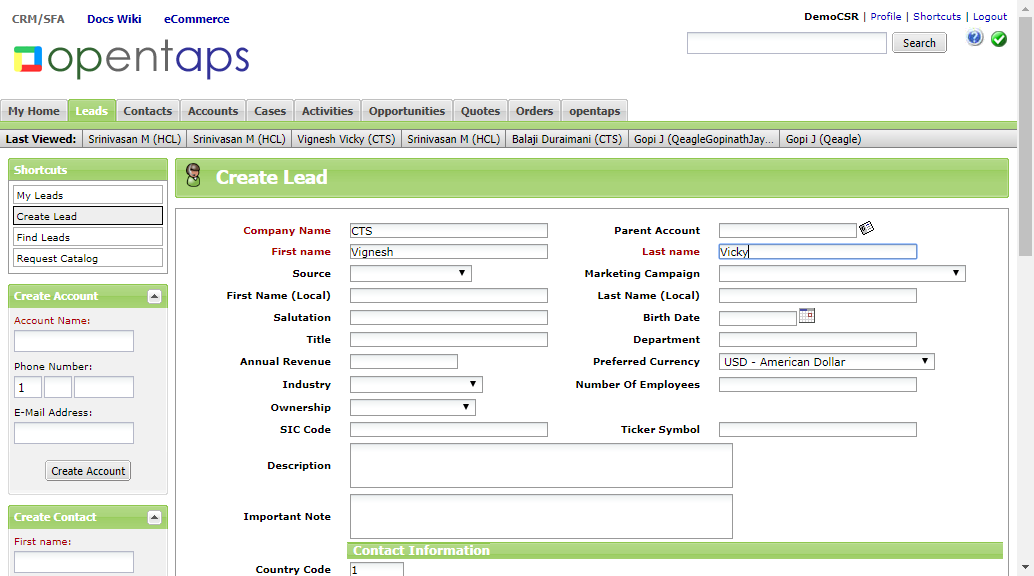 CRM/SFA Docs Wiki eCommerce
DemoCSR | Profile | Shortcuts | Logout
opentaps
Search
My Home Leads Contacts Accounts Cases Activities Opportunities Quotes Orders opentaps
Last Viewed: Srinivasan M (HCL) Srinivasan M (HCL) Vignesh Vicky (CTS) Srinivasan M (HCL) Balaji Duraimani (CTS) Gopi J (QeagleGopinathJay... Gopi J (Qeagle)
Shortcuts
My Leads
Create Lead
Find Leads
Request Catalog
Create Account
Account Name:
Phone Number:
1
E-Mail Address:
Create Account
Create Contact
First name:
Create Lead
Company Name CTS Parent Account
First name Vignesh Last name Vicky
Source Marketing Campaign
First Name (Local) Last Name (Local)
Salutation Birth Date
Title Department
Annual Revenue Preferred Currency USD - American Dollar
Industry Number Of Employees
Ownership
SIC Code Ticker Symbol
Description
Important Note
Contact Information
Country Code 1